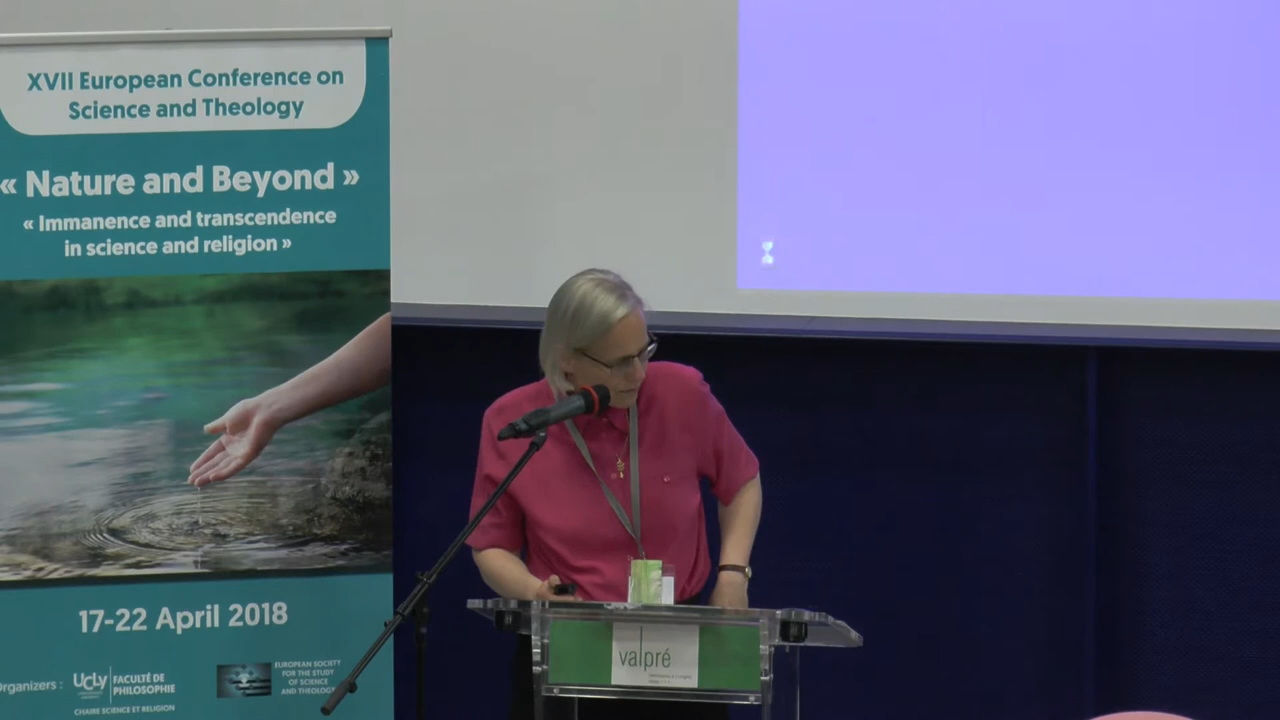 XVII European Conference on
Science and Theology
« Nature and Beyond »
« Immanence and transcendence
in science and religion »
17-22 April 2018
Organizers :
UCLy
FACULTÉ DE
PHILOSOPHIE
CHAIRE SCIENCE ET RELIGION
EUROPEAN SOCIETY
FOR THE STUDY
OF SCIENCE
AND THEOLOGY
valpré